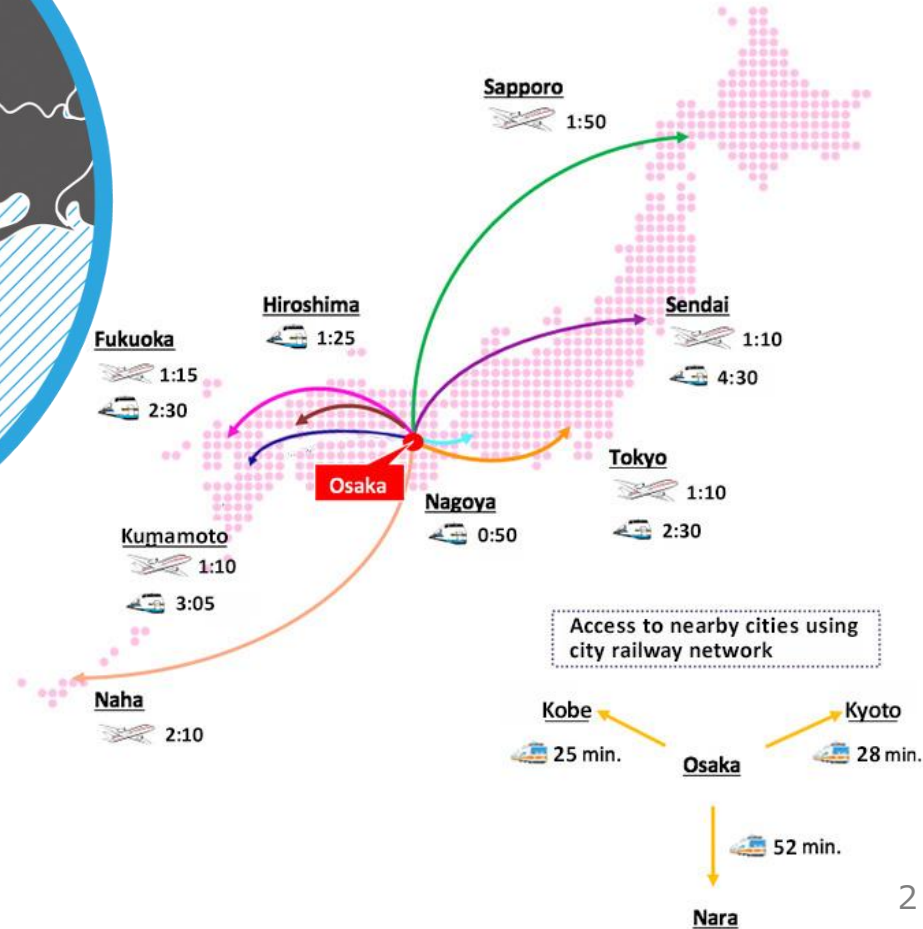 Sapporo
1:50
Hiroshima
1:25
Fukuoka
1:15
2:30
Sendai
1:10
4:30
Osaka
Nagoya
0:50
Tokyo
1:10
2:30
Kumamoto
1:10
3:05
Naha
2:10
Access to nearby cities using
city railway network
Kobe
25 min.
Kyoto
28 min.
Osaka
52 min.
Nara
2